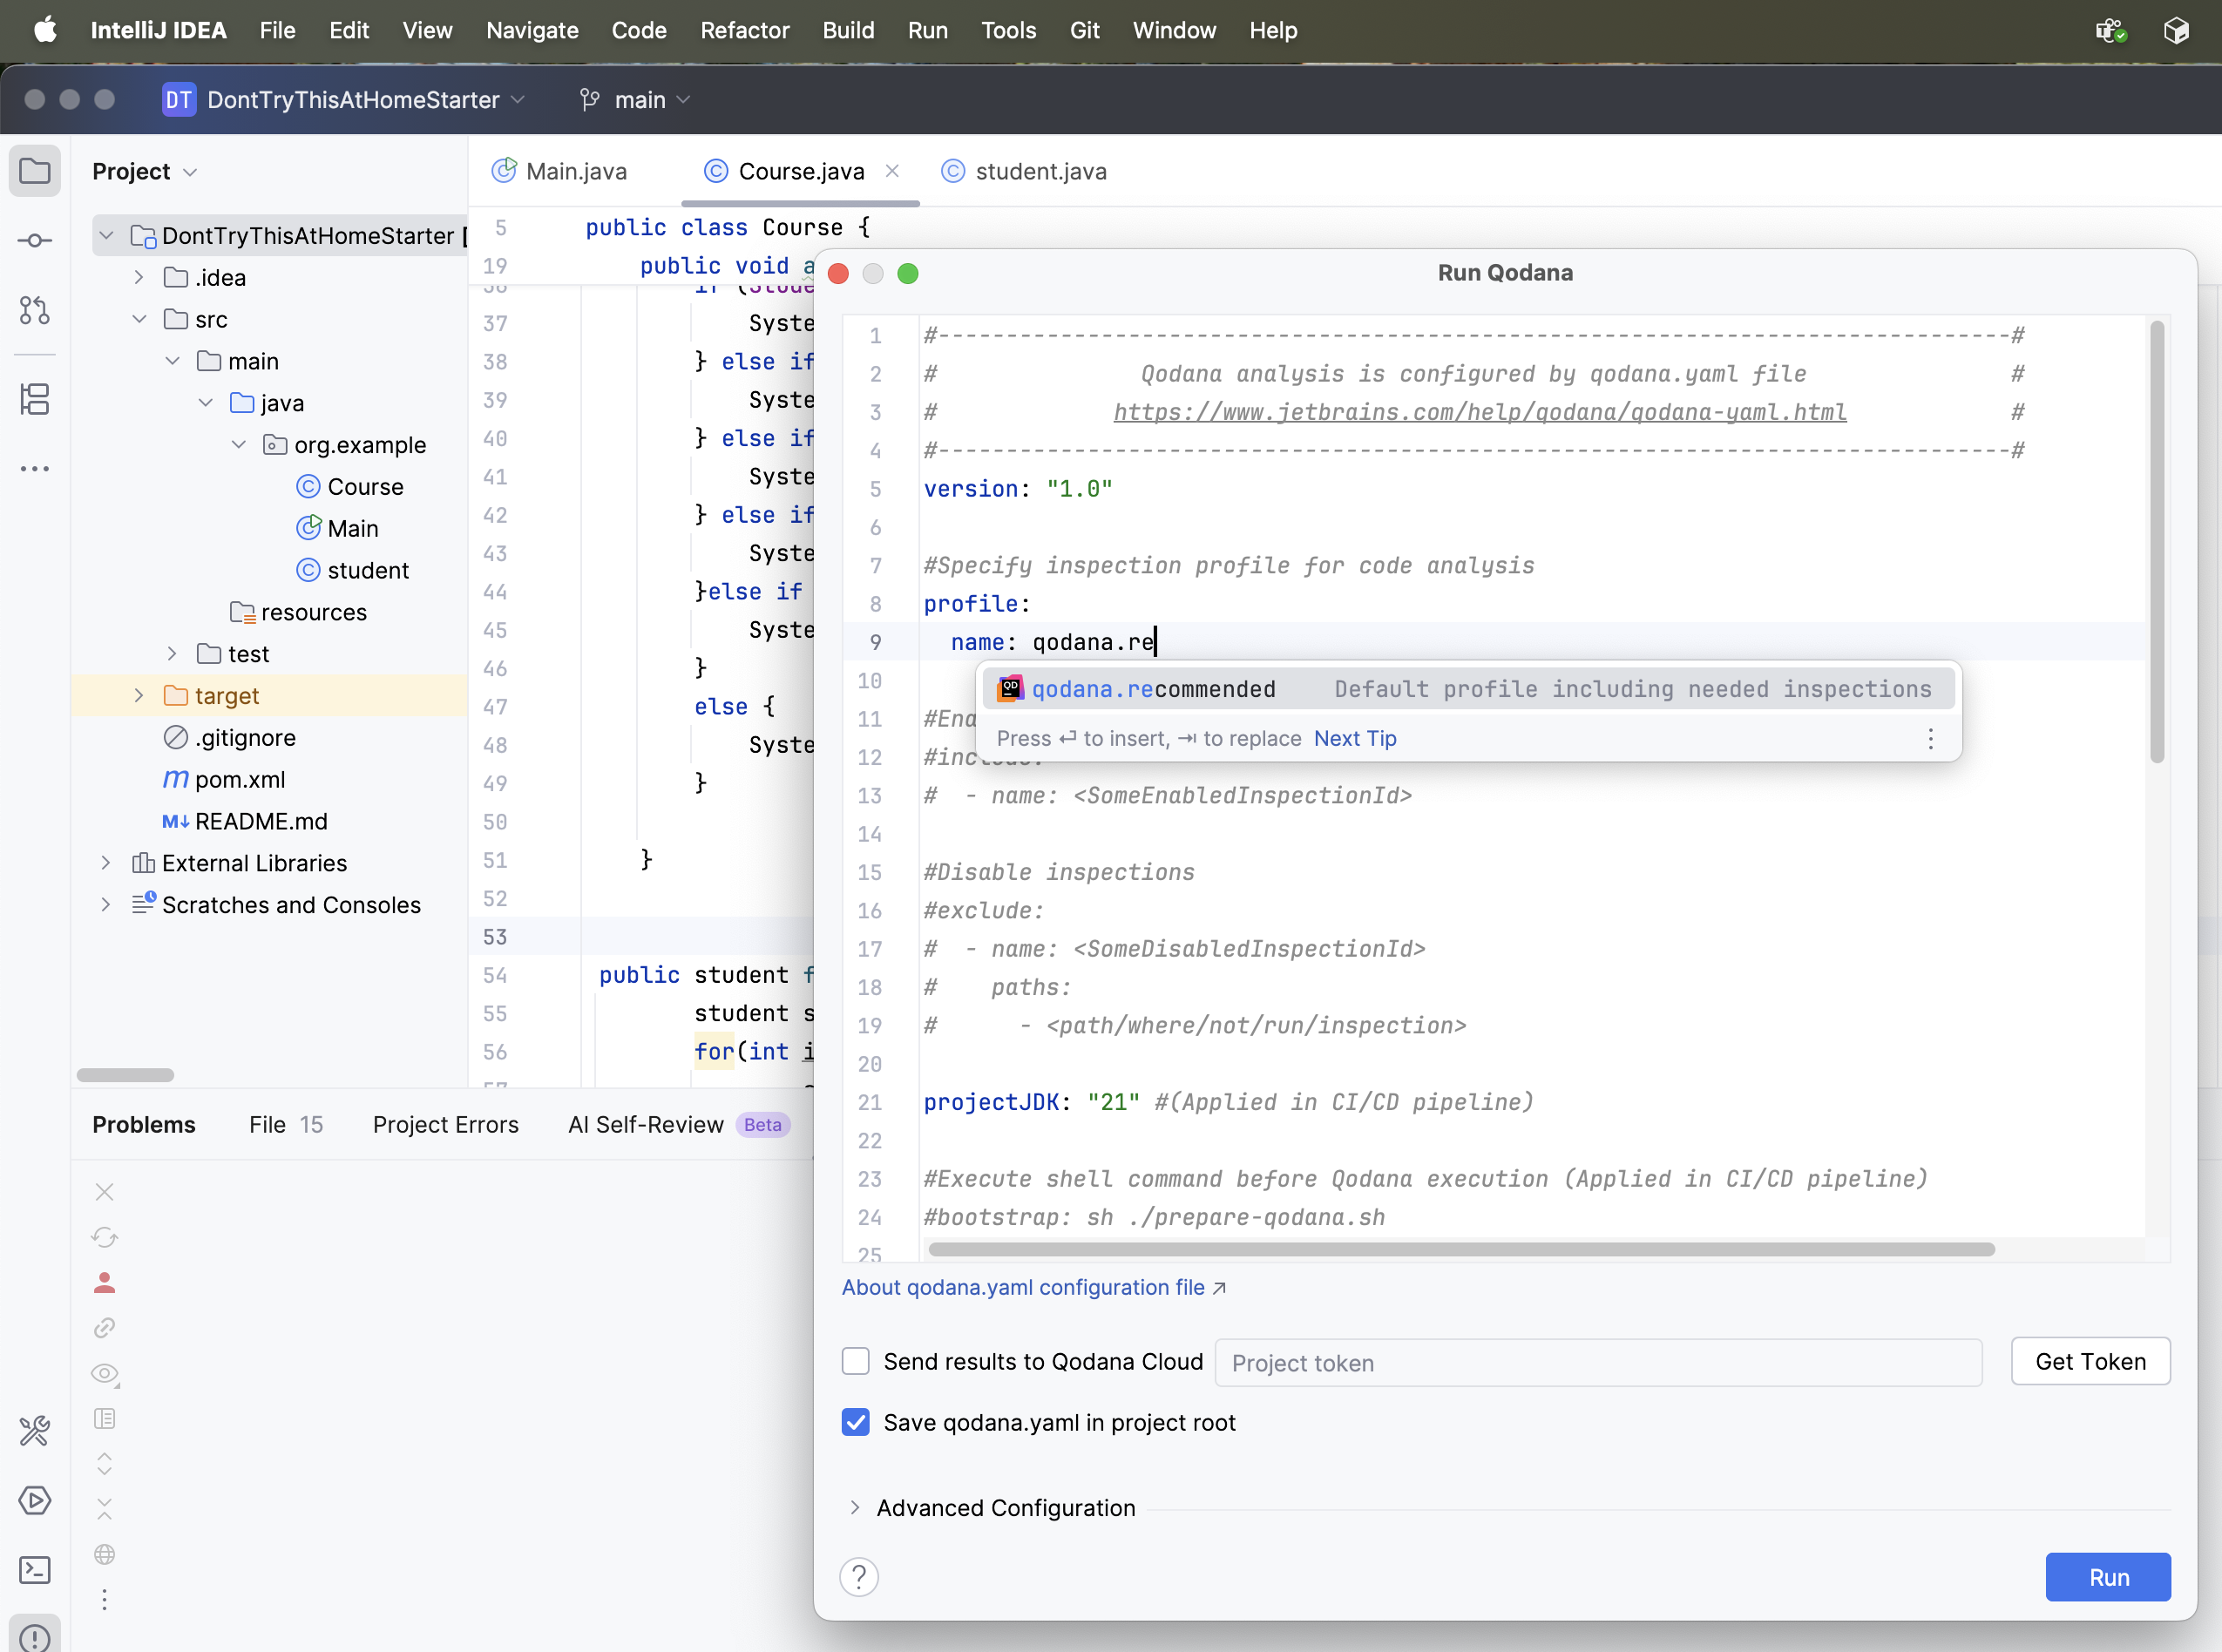 IntelliJ IDEA File Edit View Navigate Code Refactor Build Run Tools Git Window Help
DT DontTryThisAtHomeStarter main
Project
DontTryThisAtHomeStarter [
.idea
src
main
java
org.example
Course
Main
student
resources
test
target
.gitignore
pom.xml
README.md
External Libraries
Scratches and Consoles
Main.java Course.java student.java
5 public class Course {
19 public void a
36 if (Stude
37 Syste
38 } else if
39 Syste
40 } else if
41 Syste
42 } else if
43 Syste
44 }else if
45 Syste
46 }
47 else {
48 Syste
49 }
50
51 }
52
53
54 public student f
55 student s
56 for(int i
57
Run Qodana
1 #-------------------------------------------------------------------------------#
2 # Qodana analysis is configured by qodana.yaml file #
3 # https://www.jetbrains.com/help/qodana/qodana-yaml.html #
4 #-------------------------------------------------------------------------------#
5 version: "1.0"
6
7 #Specify inspection profile for code analysis
8 profile:
9 name: qodana.re
10
qodana.recommended Default profile including needed inspections
Press ⏎ to insert, ⇥ to replace Next Tip
11 #Ena
12 #include:
13 # - name: <SomeEnabledInspectionId>
14
15 #Disable inspections
16 #exclude:
17 # - name: <SomeDisabledInspectionId>
18 # paths:
19 # - <path/where/not/run/inspection>
20
21 projectJDK: "21" #(Applied in CI/CD pipeline)
22
23 #Execute shell command before Qodana execution (Applied in CI/CD pipeline)
24 #bootstrap: sh ./prepare-qodana.sh
25
About qodana.yaml configuration file ↗
Send results to Qodana Cloud Project token Get Token
Save qodana.yaml in project root
Advanced Configuration
? Run
Problems File 15 Project Errors AI Self-Review Beta